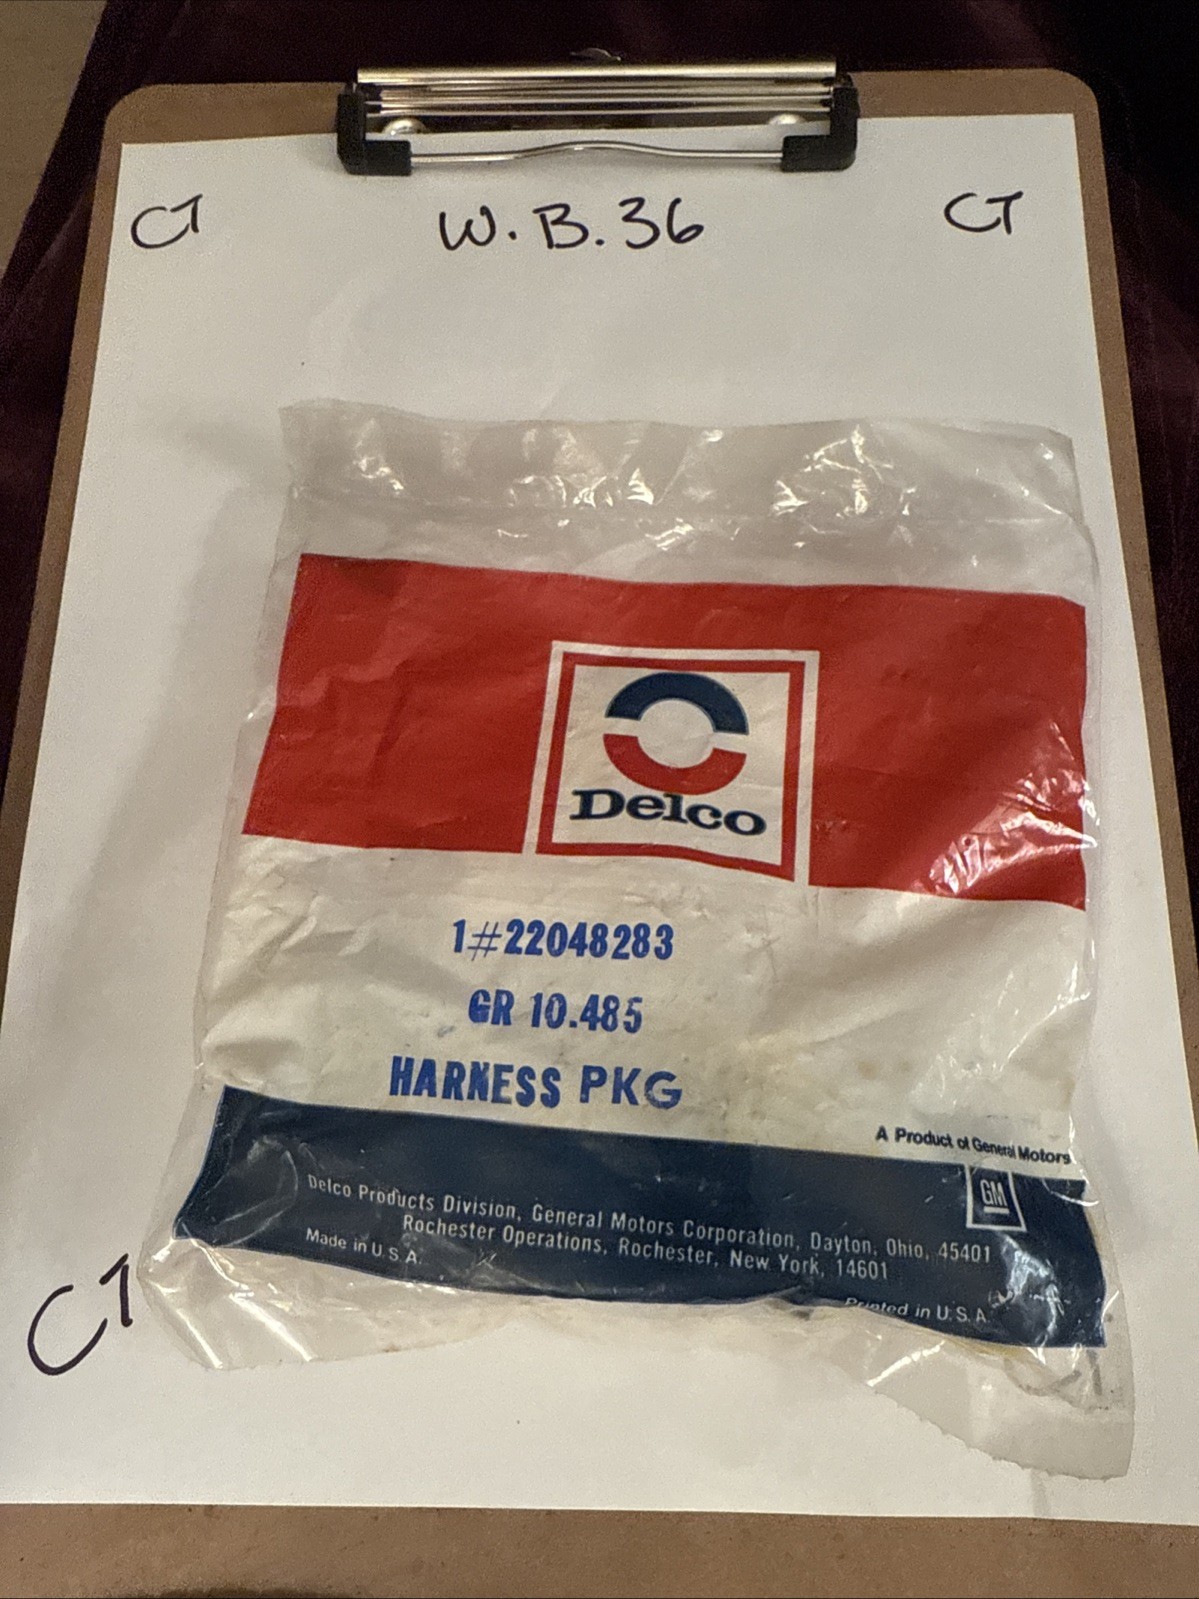 CT W. B. 36 CT
Delco
1#22048283
GR 10.485
HARNESS PKG
A Product of General Motors
GM
Delco Products Division, General Motors Corporation, Dayton, Ohio, 45401
Rochester Operations, Rochester, New York, 14601
Made in U.S.A.
Printed in U.S.A.
CT